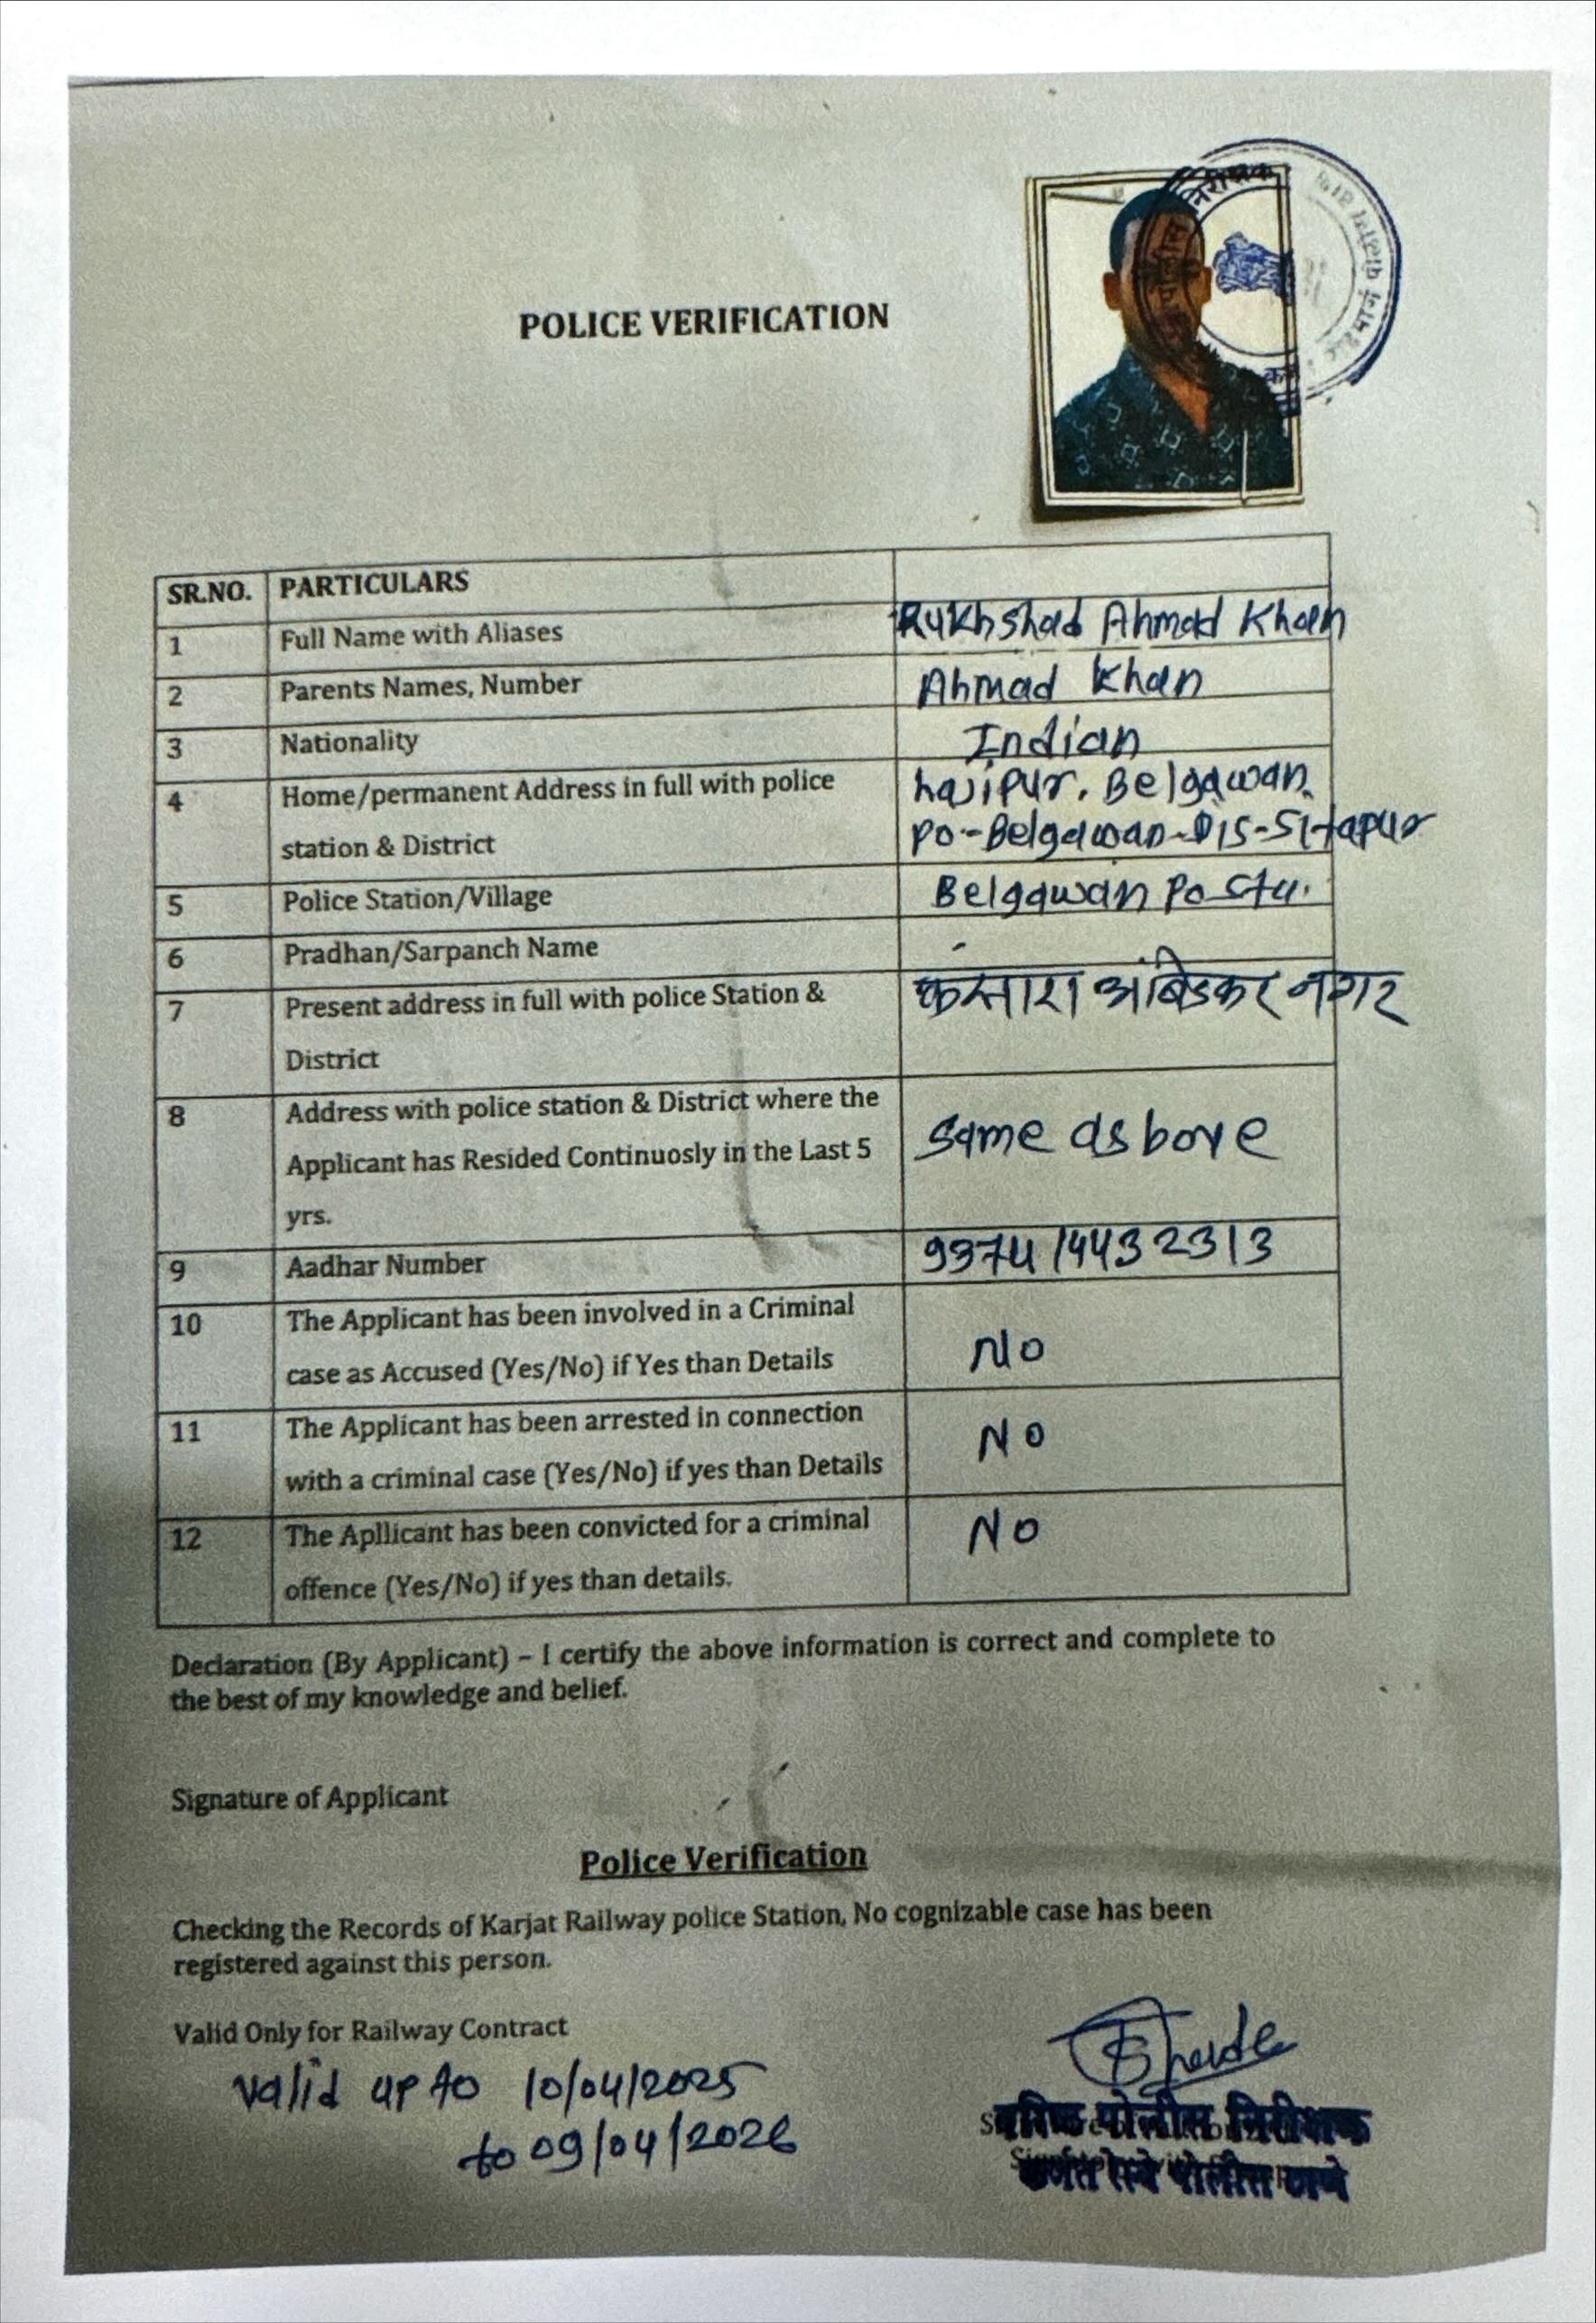 निरीक्षक
POLICE VERIFICATION
SR.NO. PARTICULARS
1 Full Name with Aliases Rukhshad Ahmad Khan
2 Parents Names, Number Ahmad Khan
3 Nationality Indian
4 Home/permanent Address in full with police hajipur. Belgawan.
station & District Po-Belgawan-Dis-Sitapur
5 Police Station/Village Belgawan Po Sta.
6 Pradhan/Sarpanch Name -
7 Present address in full with police Station & कसारा आंबेडकर नगर
District
8 Address with police station & District where the
Applicant has Resided Continuosly in the Last 5 Same as bove
yrs.
9 Aadhar Number 9374 1443 2313
10 The Applicant has been involved in a Criminal
case as Accused (Yes/No) if Yes than Details No
11 The Applicant has been arrested in connection
with a criminal case (Yes/No) if yes than Details No
12 The Apllicant has been convicted for a criminal No
offence (Yes/No) if yes than details.
Declaration (By Applicant) – I certify the above information is correct and complete to
the best of my knowledge and belief.
Signature of Applicant
Police Verification
Checking the Records of Karjat Railway police Station, No cognizable case has been
registered against this person.
Valid Only for Railway Contract
valid up to 10/04/2025
to 09/04/2026
वरिष्ठ पोलीस निरीक्षक
कर्जत रेल्वे पोलीस ठाणे